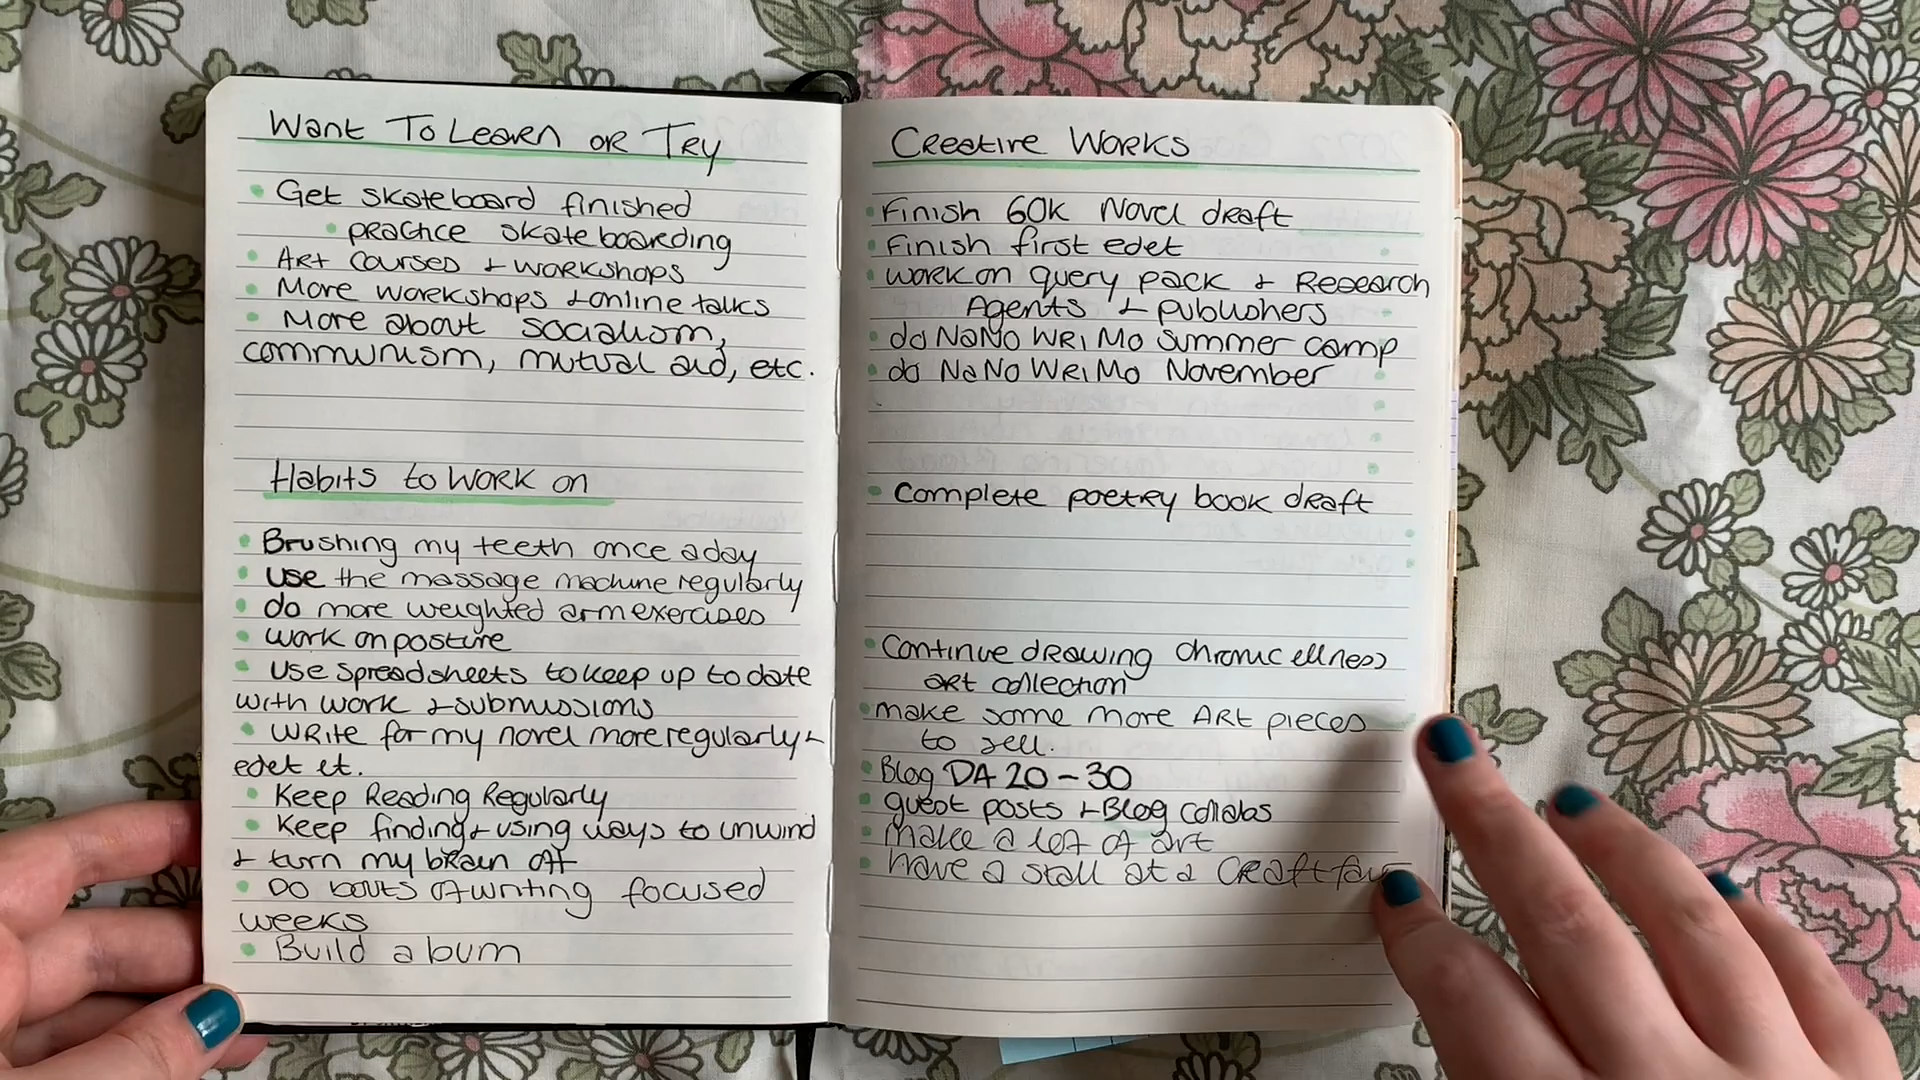 Want To Learn or Try
Get skateboard finished
practice skateboarding
Art courses + workshops
More workshops + online talks
More about socialism,
communism, mutual aid, etc.
Habits to work on
Brushing my teeth once a day
use the massage machine regularly
do more weighted arm exercises
work on posture
use spreadsheets to keep up to date
with work + submissions
write for my novel more regularly +
edet et.
Keep Reading Regularly
Keep finding + using ways to unwind
+ turn my brain off
Do bouts of writing focused
weeks
Build a bum
Creative Works
Finish 60K Novel draft
Finish first edet
work on query pack + Research
Agents + publishers
do NaNo WriMo Summer camp
do NaNo WriMo November
Complete poetry book draft
Continue drawing chronic illness
art collection
make some more Art pieces
to sell.
Blog DA 20 - 30
guest posts + Blog collabs
make a lot of art
have a stall at a Craft fair